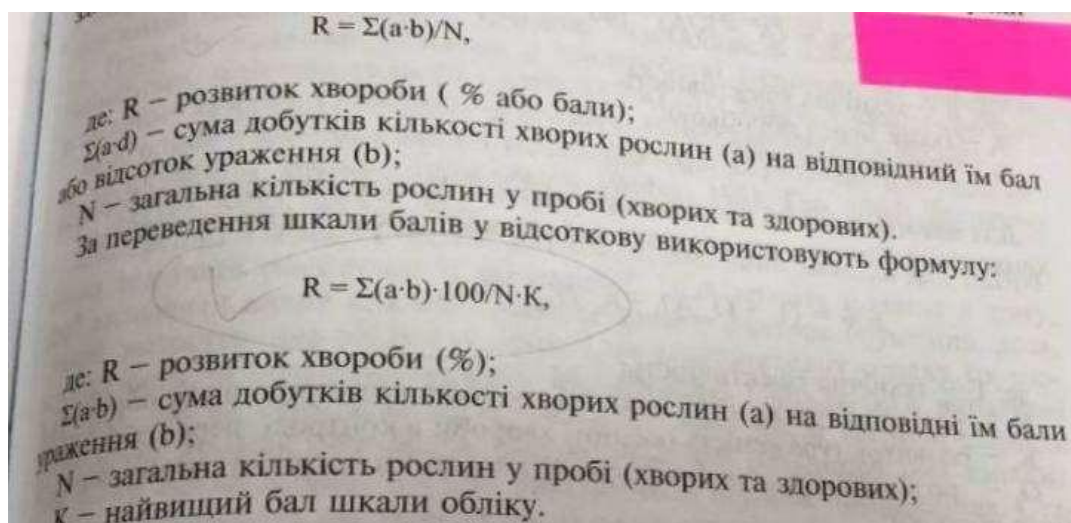 R = Σ(a·b)/N,
де: R – розвиток хвороби ( % або бали);
Σ(a·d) – сума добутків кількості хворих рослин (a) на відповідний їм бал
або відсоток ураження (b);
N – загальна кількість рослин у пробі (хворих та здорових).
За переведення шкали балів у відсоткову використовують формулу:
R = Σ(a·b)·100/N·K,
де: R – розвиток хвороби (%);
Σ(a·b) – сума добутків кількості хворих рослин (a) на відповідні їм бали
ураження (b);
N – загальна кількість рослин у пробі (хворих та здорових);
K – найвищий бал шкали обліку.